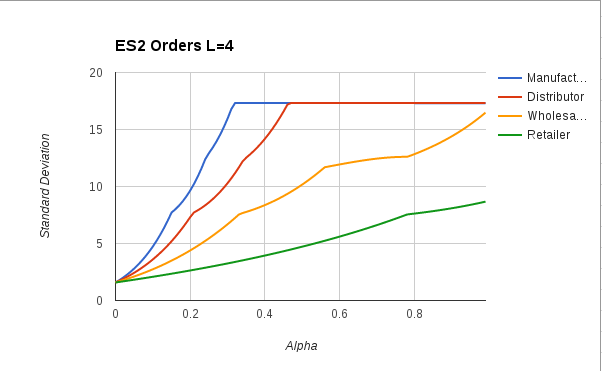 ES2 Orders L=4
20
15
10
5
0
Standard Deviation
0
0.2
0.4
0.6
0.8
Alpha
Manufact...
Distributor
Wholesa...
Retailer